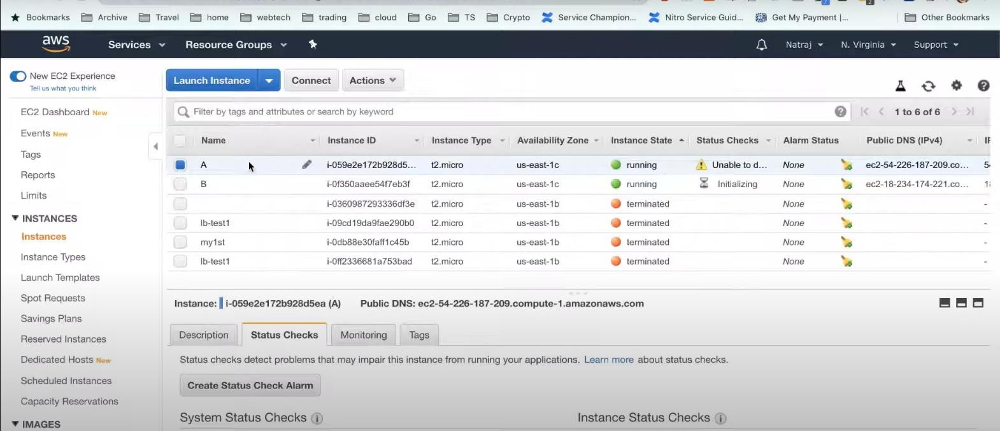 Bookmarks Archive Travel home webtech trading cloud Go TS Crypto Service Champion... Nitro Service Guid... Get My Payment |... Other Bookmarks
aws Services Resource Groups Natraj N. Virginia Support
New EC2 Experience
Tell us what you think
EC2 Dashboard New
Events New
Tags
Reports
Limits
INSTANCES
Instances
Instance Types
Launch Templates
Spot Requests
Savings Plans
Reserved Instances
Dedicated Hosts New
Scheduled Instances
Capacity Reservations
IMAGES
Launch Instance Connect Actions
Filter by tags and attributes or search by keyword 1 to 6 of 6
Name Instance ID Instance Type Availability Zone Instance State Status Checks Alarm Status Public DNS (IPv4)
A i-059e2e172b928d5... t2.micro us-east-1c running Unable to d... None ec2-54-226-187-209.co...
B i-0f350aaee54f7eb3f t2.micro us-east-1c running Initializing None ec2-18-234-174-221.co...
i-0360987293336df3e t2.micro us-east-1b terminated None -
lb-test1 i-09cd19da9fae290b0 t2.micro us-east-1b terminated None -
my1st i-0db88e30faff1c45b t2.micro us-east-1b terminated None -
lb-test1 i-0ff2336681a753bad t2.micro us-east-1b terminated None -
Instance: i-059e2e172b928d5ea (A) Public DNS: ec2-54-226-187-209.compute-1.amazonaws.com
Description Status Checks Monitoring Tags
Status checks detect problems that may impair this instance from running your applications. Learn more about status checks.
Create Status Check Alarm
System Status Checks Instance Status Checks